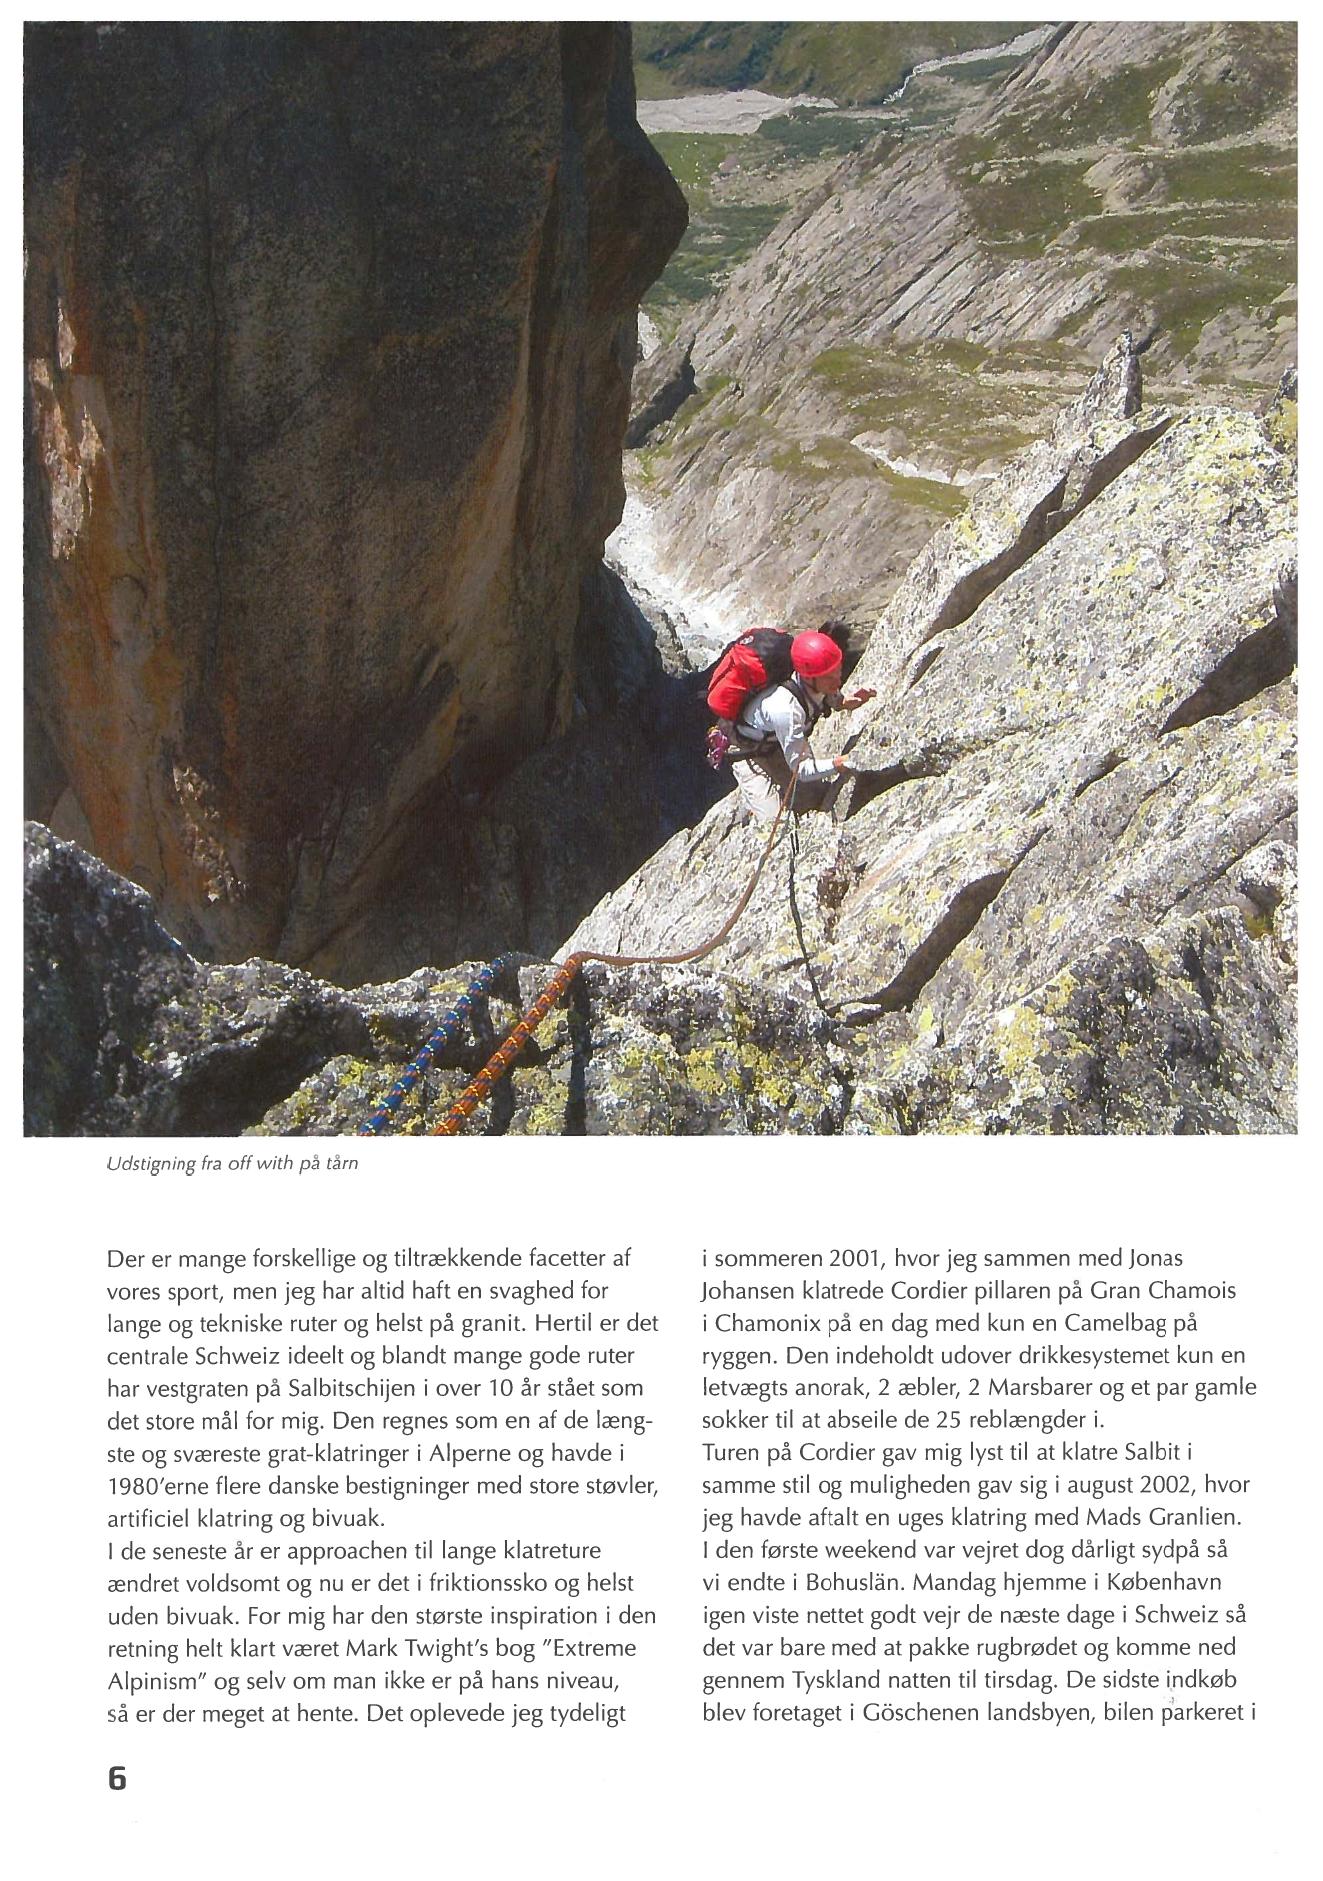 Udstigning fra off with på tårn
Der er mange forskellige og tiltrækkende facetter af
vores sport, men jeg har altid haft en svaghed for
lange og tekniske ruter og helst på granit. Hertil er det
centrale Schweiz ideelt og blandt mange gode ruter
har vestgraten på Salbitschijen i over 10 år stået som
det store mål for mig. Den regnes som en af de læng-
ste og sværeste grat-klatringer i Alperne og havde i
1980'erne flere danske bestigninger med store støvler,
artificiel klatring og bivuak.
I de seneste år er approachen til lange klatreture
ændret voldsomt og nu er det i friktionssko og helst
uden bivuak. For mig har den største inspiration i den
retning helt klart været Mark Twight's bog "Extreme
Alpinism" og selv om man ikke er på hans niveau,
så er der meget at hente. Det oplevede jeg tydeligt
i sommeren 2001, hvor jeg sammen med Jonas
Johansen klatrede Cordier pillaren på Gran Chamois
i Chamonix på en dag med kun en Camelbag på
ryggen. Den indeholdt udover drikkesystemet kun en
letvægts anorak, 2 æbler, 2 Marsbarer og et par gamle
sokker til at abseile de 25 reblængder i.
Turen på Cordier gav mig lyst til at klatre Salbit i
samme stil og muligheden gav sig i august 2002, hvor
jeg havde aftalt en uges klatring med Mads Granlien.
I den første weekend var vejret dog dårligt sydpå så
vi endte i Bohuslän. Mandag hjemme i København
igen viste nettet godt vejr de næste dage i Schweiz så
det var bare med at pakke rugbrødet og komme ned
gennem Tyskland natten til tirsdag. De sidste indkøb
blev foretaget i Göschenen landsbyen, bilen parkeret i
6